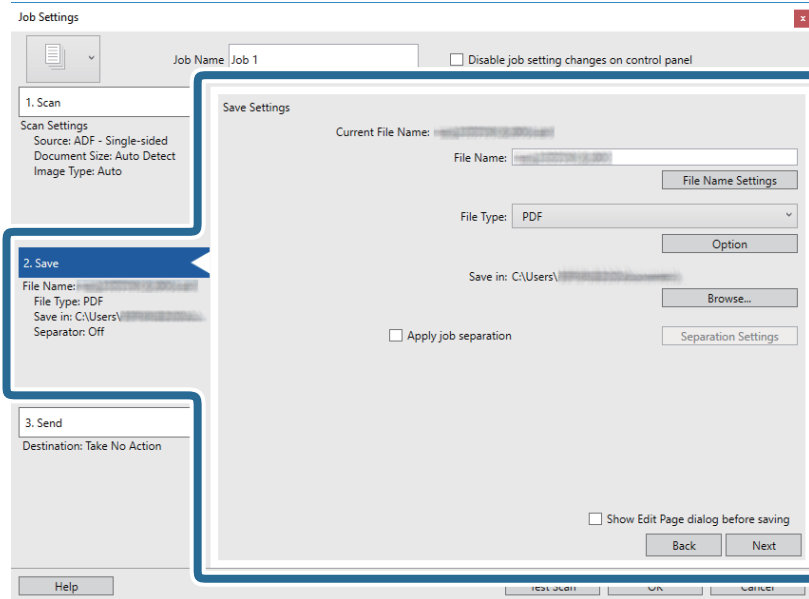 Job Settings
x
Job Name Job 1
Disable job setting changes on control panel
1. Scan
Scan Settings
Source: ADF - Single-sided
Document Size: Auto Detect
Image Type: Auto
2. Save
File Name:
File Type: PDF
Save in: C:\Users\
Separator: Off
3. Send
Destination: Take No Action
Save Settings
Current File Name:
File Name:
File Name Settings
File Type: PDF
Option
Save in: C:\Users\
Browse...
Apply job separation
Separation Settings
Show Edit Page dialog before saving
Back Next
Help Test Scan OK Cancel